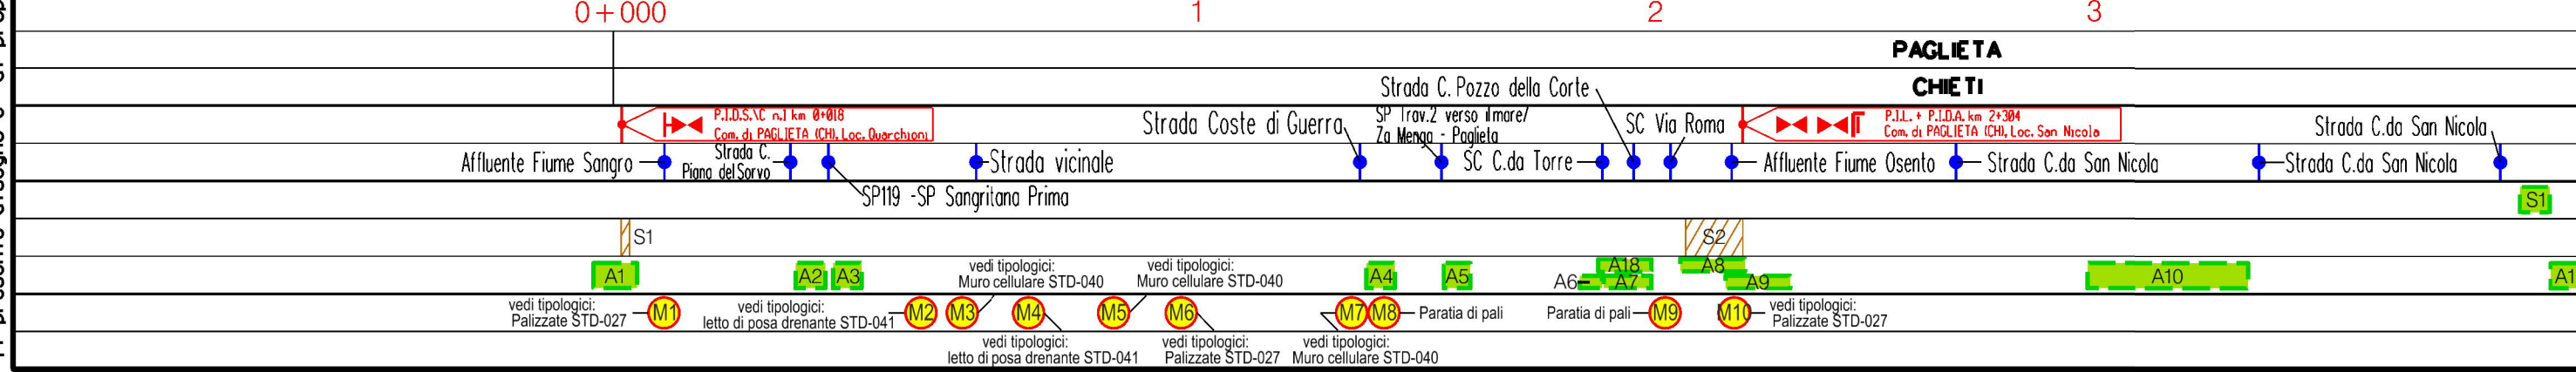 0+000 1 2 3
PAGLIETA
CHIETI
Strada C. Pozzo della Corte
P.I.D.S.\C n.1 km 0+018
Com. di PAGLIETA (CH), Loc. Quarchioni
Strada Coste di Guerra
SP Trav.2 verso il mare/
Za Menga - Paglieta
SC Via Roma
P.I.L. + P.I.D.A. km 2+304
Com. di PAGLIETA (CH), Loc. San Nicola
Strada C.da San Nicola
Affluente Fiume Sangro
Strada C.
Piana del Sorvo
Strada vicinale
SC C.da Torre
Affluente Fiume Osento
Strada C.da San Nicola
Strada C.da San Nicola
SP119 -SP Sangritana Prima
S1
S1
S2
A1 A2 A3 A4 A5 A6 A18 A7 A8 A9 A10 A1
vedi tipologici:
Muro cellulare STD-040
vedi tipologici:
Muro cellulare STD-040
vedi tipologici:
Palizzate STD-027
M1
vedi tipologici:
letto di posa drenante STD-041
M2 M3 M4 M5 M6 M7 M8
Paratia di pali
Paratia di pali
M9 M10
vedi tipologici:
Palizzate STD-027
vedi tipologici:
letto di posa drenante STD-041
vedi tipologici:
Palizzate STD-027
vedi tipologici:
Muro cellulare STD-040